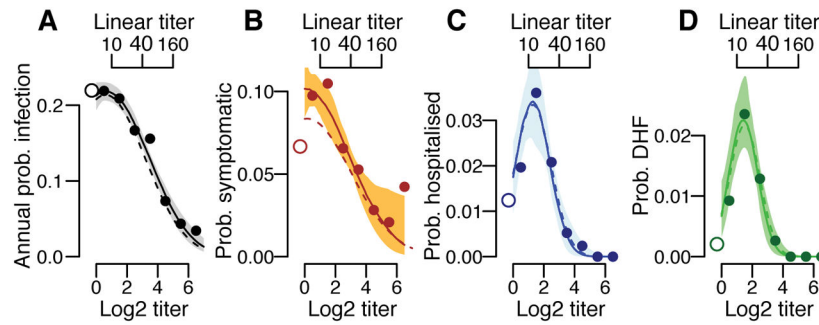 A
Linear titer
10 40 160
Annual prob. infection
0.2
0.1
0.0
0 2 4 6
Log2 titer
B
Linear titer
10 40 160
Prob. symptomatic
0.10
0.05
0.00
0 2 4 6
Log2 titer
C
Linear titer
10 40 160
Prob. hospitalised
0.03
0.02
0.01
0.00
0 2 4 6
Log2 titer
D
Linear titer
10 40 160
Prob. DHF
0.02
0.01
0.00
0 2 4 6
Log2 titer